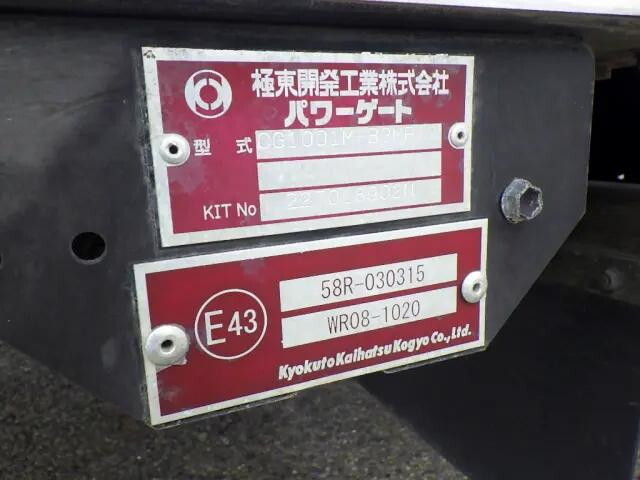 極東開発工業株式会社
パワーゲート
型式
KIT No
E43
58R-030315
WR08-1020
Kyokuto Kaihatsu Kogyo Co., Ltd.